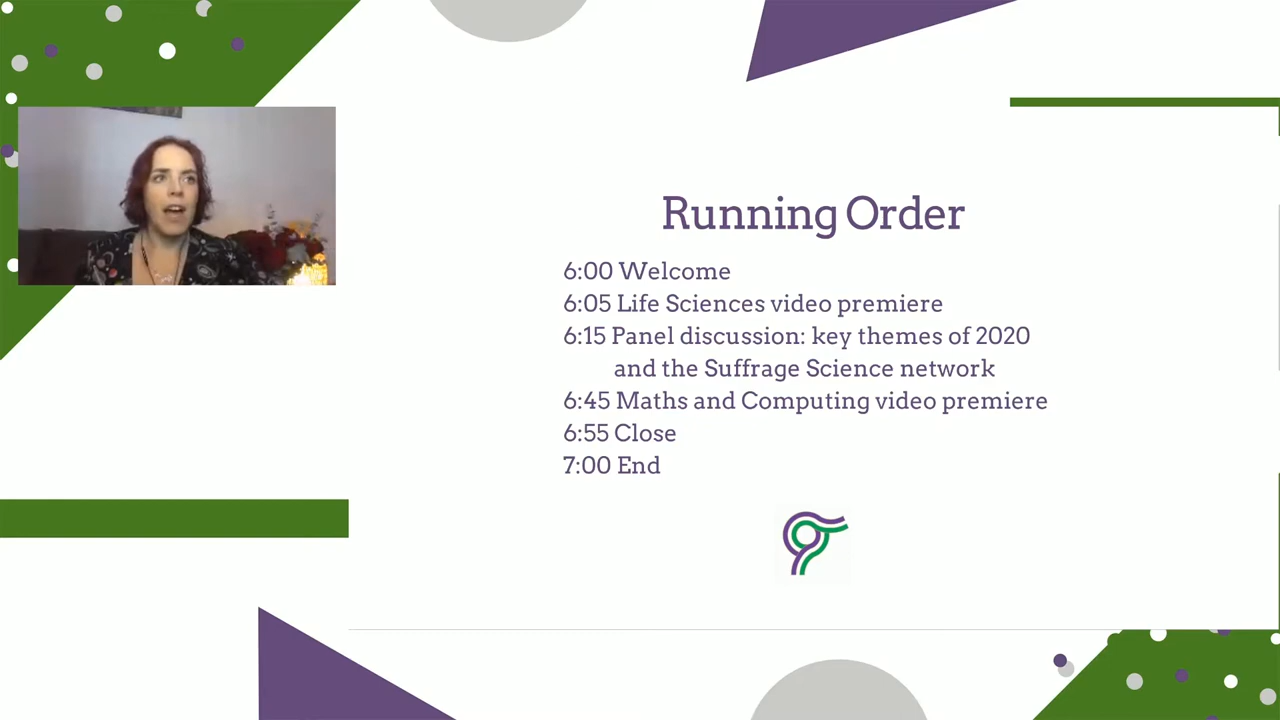 Running Order
6:00 Welcome
6:05 Life Sciences video premiere
6:15 Panel discussion: key themes of 2020
and the Suffrage Science network
6:45 Maths and Computing video premiere
6:55 Close
7:00 End